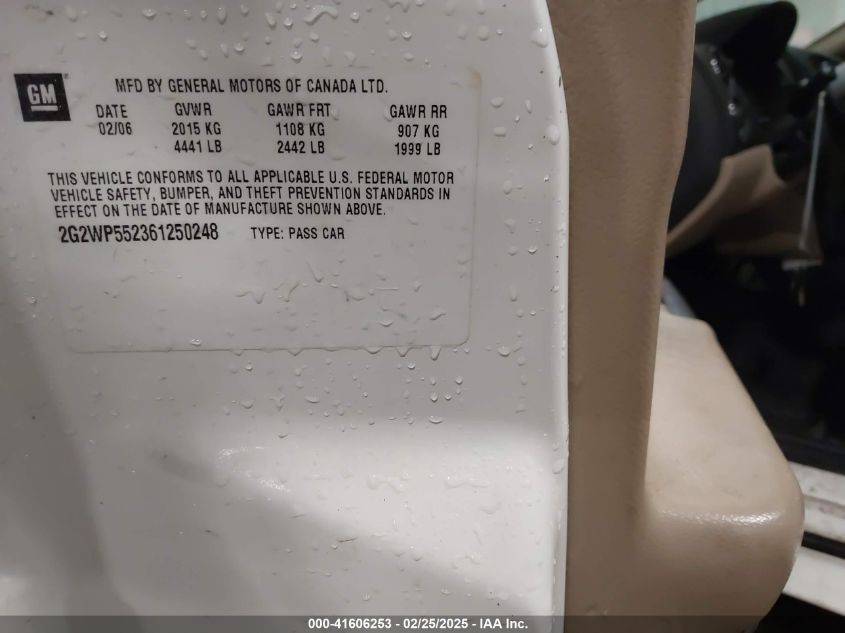 GM
MFD BY GENERAL MOTORS OF CANADA LTD.
DATE GVWR GAWR FRT GAWR RR
02/06 2015 KG 1108 KG 907 KG
4441 LB 2442 LB 1999 LB
THIS VEHICLE CONFORMS TO ALL APPLICABLE U.S. FEDERAL MOTOR
VEHICLE SAFETY, BUMPER, AND THEFT PREVENTION STANDARDS IN
EFFECT ON THE DATE OF MANUFACTURE SHOWN ABOVE.
2G2WP552361250248 TYPE: PASS CAR
000-41606253 - 02/25/2025 - IAA Inc.